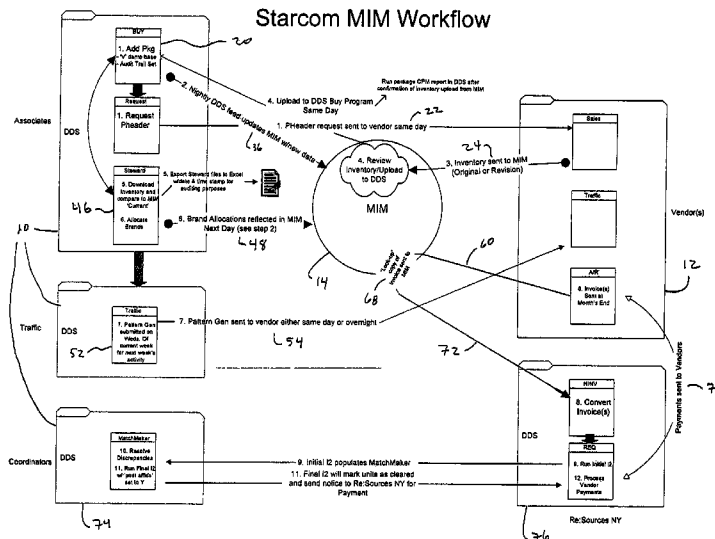 Starcom MIM Workflow
BUY
1. Add Pkg
- Audit Trail Set
20
Request
1. Request
Pheader
Associates
DDS
Steward
5. Download
Inventory and
compare to MIM
'Current'
6. Allocate
Brands
46
5. Export Steward files to Excel
w/date & time stamp for
auditing purposes
2. Nightly DDS feed updates MIM w/new data
36
4. Upload to DDS Buy Program
Same Day
Run package CPM report in DDS after
confirmation of inventory upload from MIM
1. PHeader request sent to vendor same day
22
24
3. Inventory sent to MIM
(Original or Revision)
4. Review
Inventory/Upload
to DDS
MIM
14
Brand Allocations reflected in MIM
Next Day (see step 2)
48
Sales
Traffic
Vendor(s)
A/R
8. Invoice(s)
Sent at
Month's End
12
60
"Look-up"
copy of
invoice sent to
MIM
68
10
Traffic
DDS
Traffic
7. Pattern Gen
submitted on
Weds. Of
current week
for next week's
activity
52
7. Pattern Gen sent to vendor either same day or overnight
54
72
Payments sent to Vendors
7
Coordinators
DDS
MatchMaker
10. Resolve
Discrepancies
11. Run Final I2
set to Y
74
9. Initial I2 populates MatchMaker
11. Final I2 will mark units as cleared
and send notice to Re:Sources NY for
Payment
DDS
8. Convert
Invoice(s)
REQ
9. Run Initial I2
12. Process
Vendor
Payments
76
Re:Sources NY